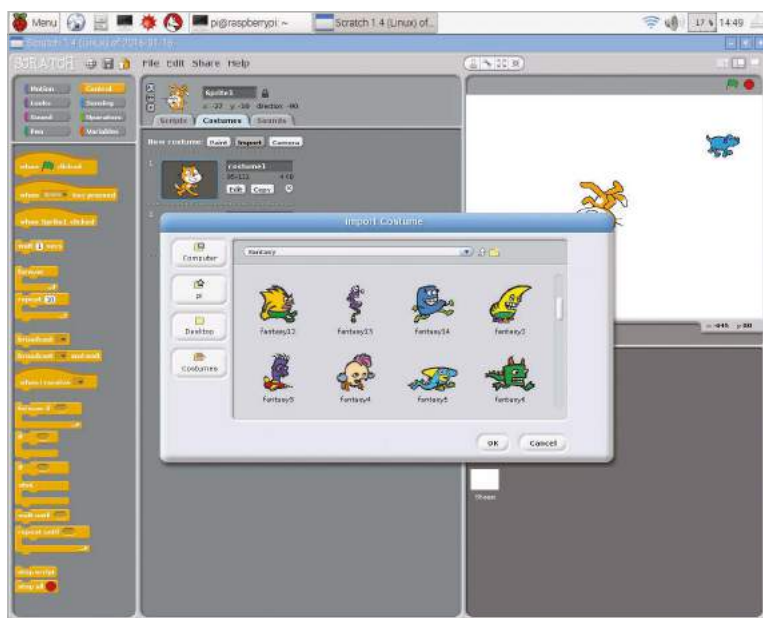 Menu pi@raspberrypi: ~ Scratch 1.4 (Linux) of... 17 % 14:49
SCRATCH File Edit Share Help
Motion Control
Looks Sensing
Sound Operators
Pen Variables
Sprite1
direction -90
Scripts Costumes Sounds
New costume: Paint Import Camera
1 costume1
Edit Copy
when clicked
when key pressed
when Sprite1 clicked
wait 1 secs
forever
repeat 10
broadcast
broadcast and wait
when I receive
forever if
if
if
else
wait until
repeat until
stop script
stop all
Import Costume
Computer
pi
Desktop
Costumes
Fantasy
fantasy12 fantasy13 fantasy14 fantasy2
fantasy3 fantasy4 fantasy5 fantasy6
OK Cancel
Stage